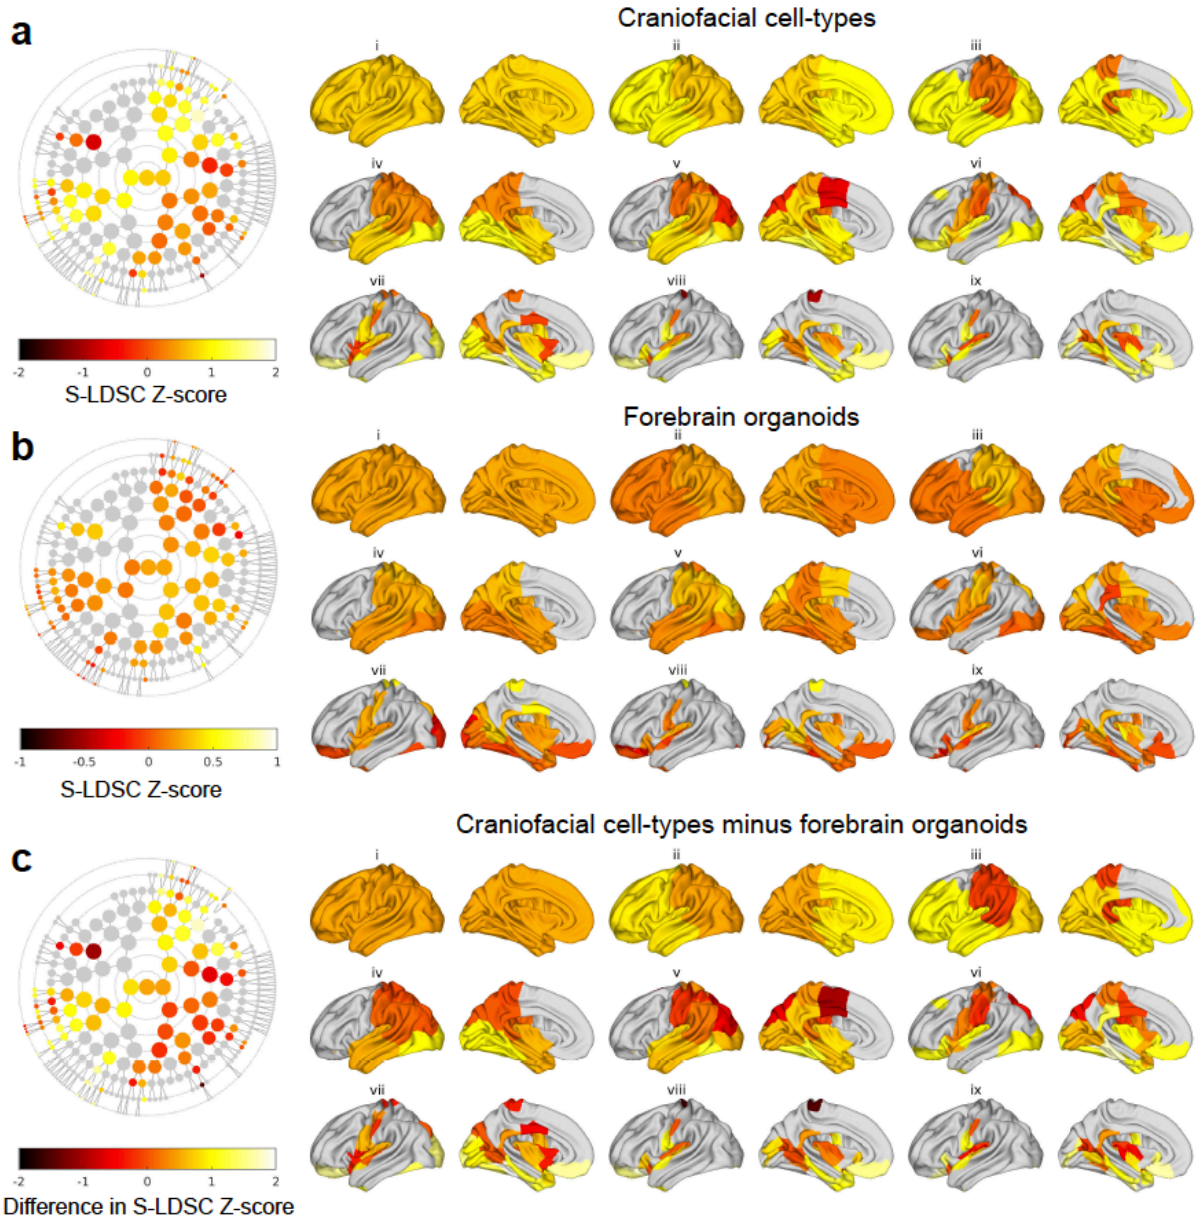 a
Craniofacial cell-types
i
ii
iii
iv
v
vi
vii
viii
ix
-2
-1
0
1
2
S-LDSC Z-score
b
Forebrain organoids
i
ii
iii
iv
v
vi
vii
viii
ix
-1
-0.5
0
0.5
1
S-LDSC Z-score
c
Craniofacial cell-types minus forebrain organoids
i
ii
iii
iv
v
vi
vii
viii
ix
-2
-1
0
1
2
Difference in S-LDSC Z-score